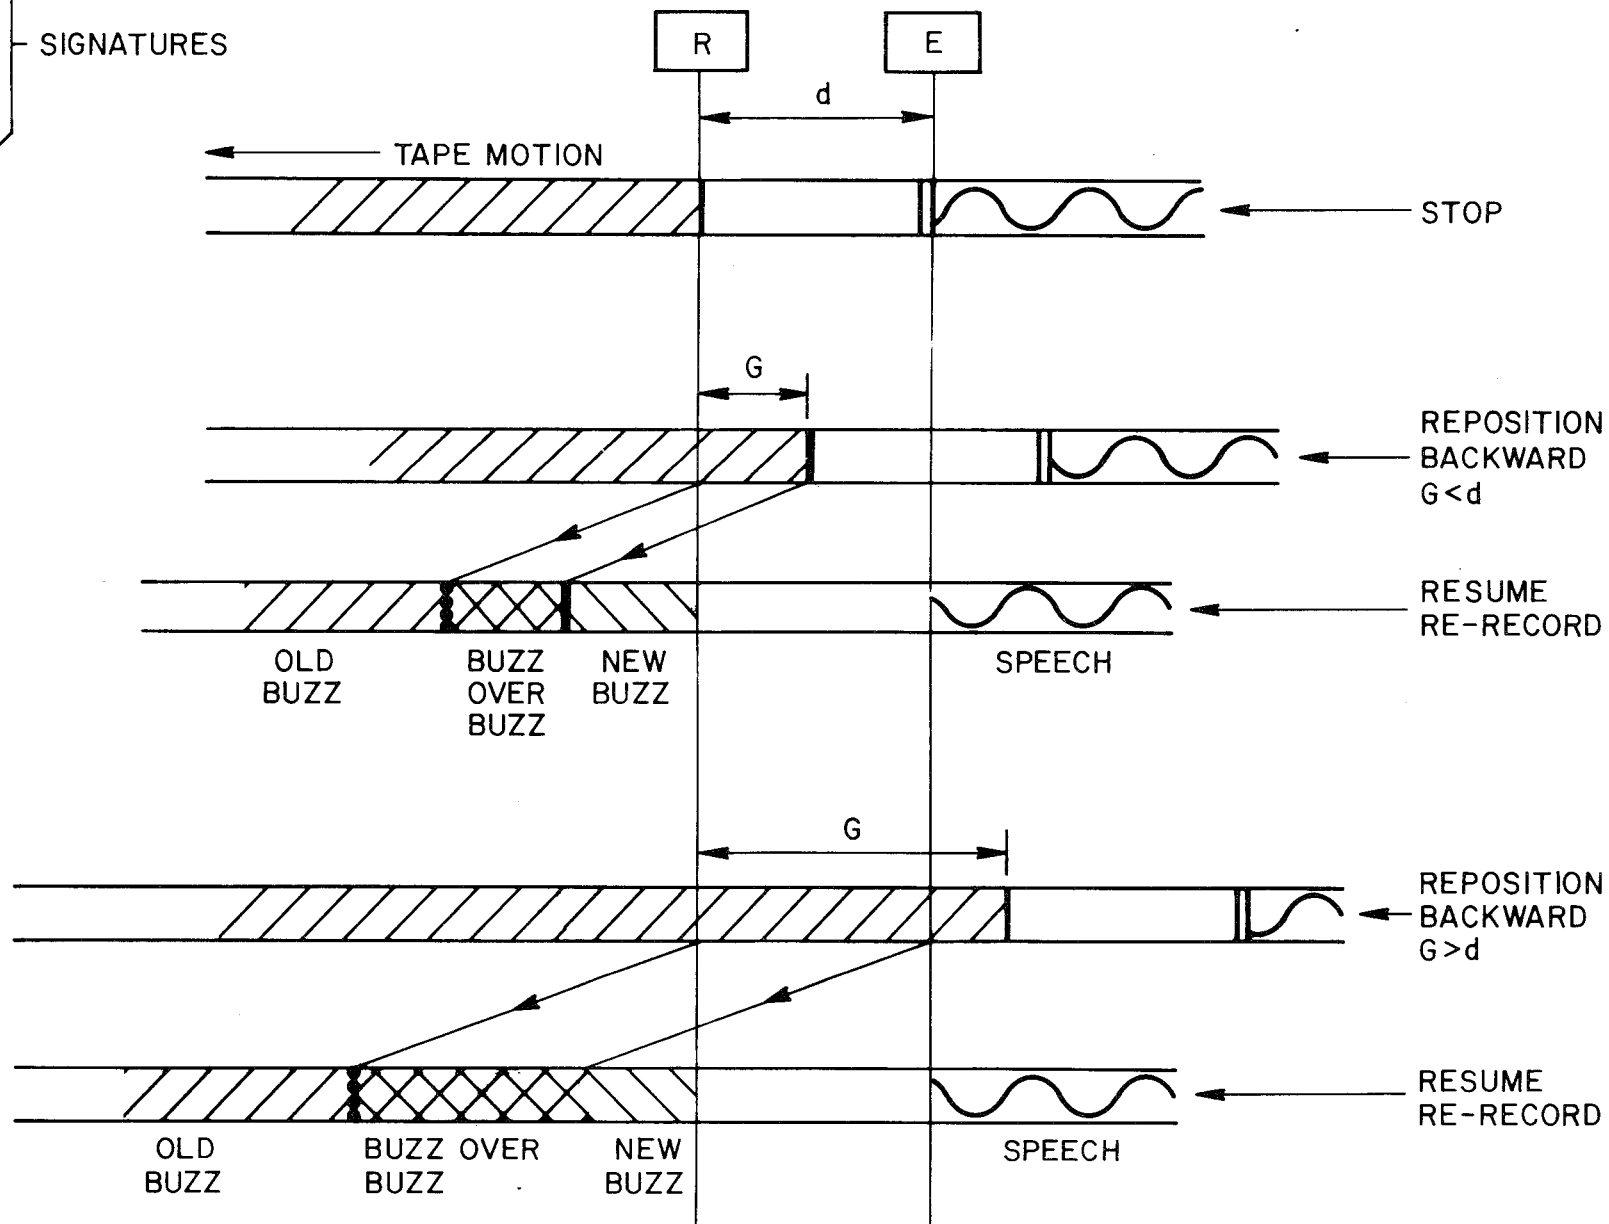 SIGNATURES
R
E
d
TAPE MOTION
STOP
G
REPOSITION
BACKWARD
G<d
RESUME
RE-RECORD
OLD
BUZZ
BUZZ
OVER
BUZZ
NEW
BUZZ
SPEECH
G
REPOSITION
BACKWARD
G>d
RESUME
RE-RECORD
OLD
BUZZ
BUZZ OVER
BUZZ
NEW
BUZZ
SPEECH